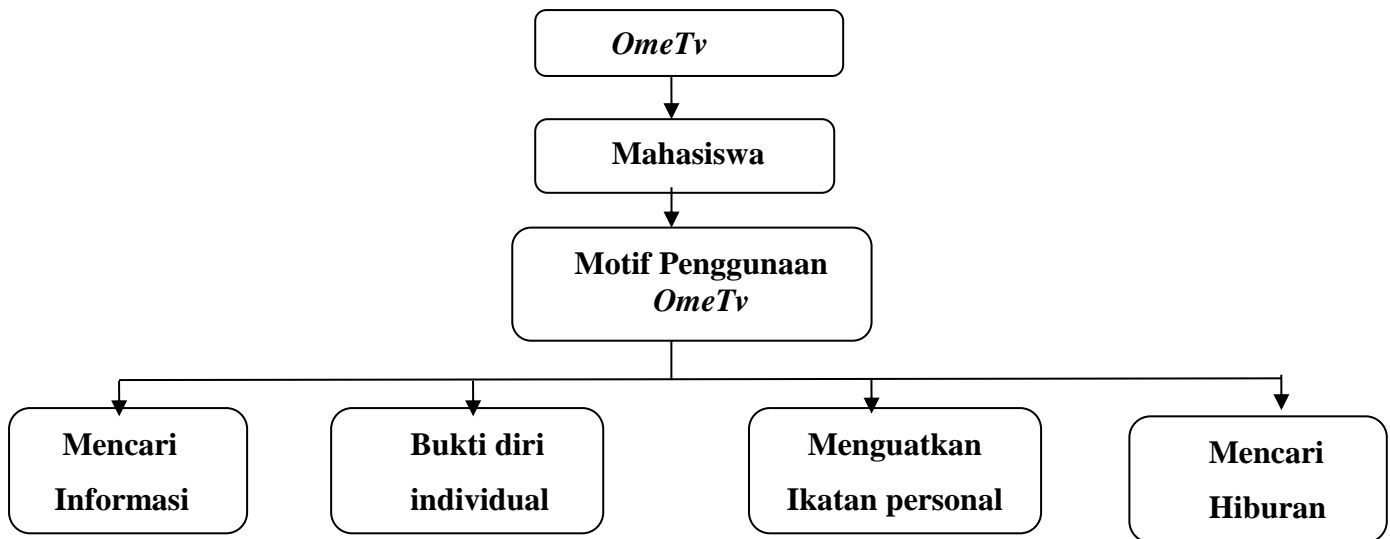 OmeTv
Mahasiswa
Motif Penggunaan
OmeTv
Mencari
Informasi
Bukti diri
individual
Menguatkan
Ikatan personal
Mencari
Hiburan